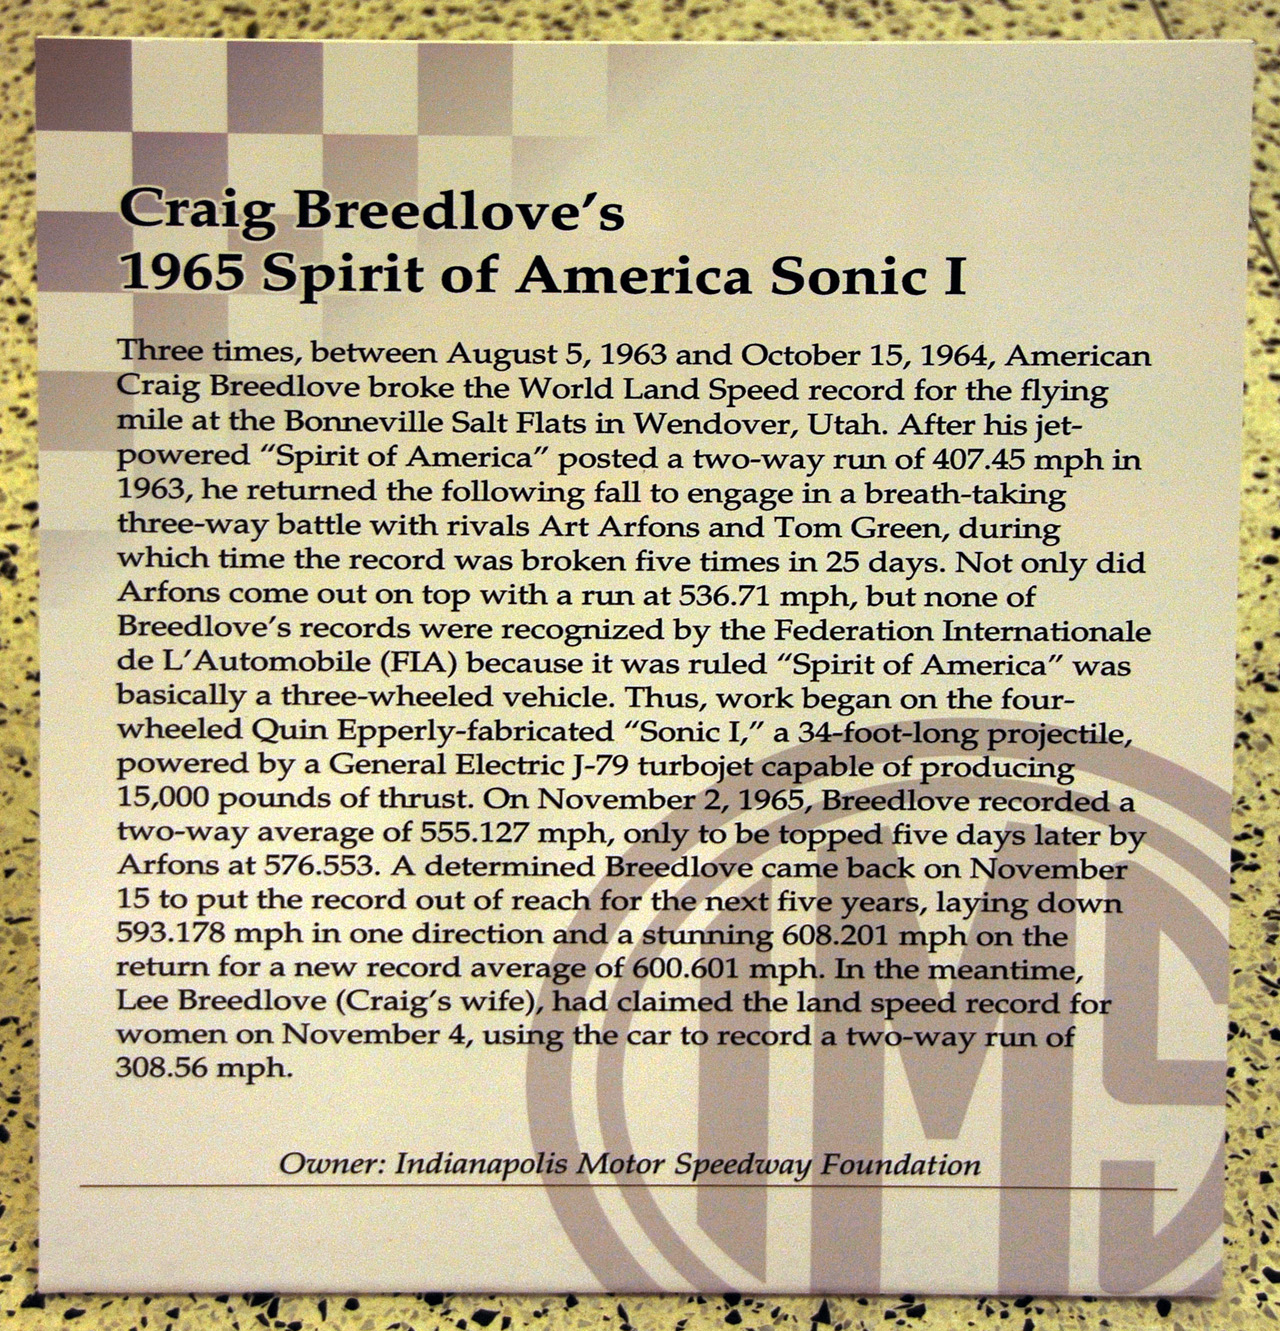 Craig Breedlove's
1965 Spirit of America Sonic I
Three times, between August 5, 1963 and October 15, 1964, American
Craig Breedlove broke the World Land Speed record for the flying
mile at the Bonneville Salt Flats in Wendover, Utah. After his jet-
powered "Spirit of America" posted a two-way run of 407.45 mph in
1963, he returned the following fall to engage in a breath-taking
three-way battle with rivals Art Arfons and Tom Green, during
which time the record was broken five times in 25 days. Not only did
Arfons come out on top with a run at 536.71 mph, but none of
Breedlove's records were recognized by the Federation Internationale
de L'Automobile (FIA) because it was ruled "Spirit of America" was
basically a three-wheeled vehicle. Thus, work began on the four-
wheeled Quin Epperly-fabricated "Sonic I," a 34-foot-long projectile,
powered by a General Electric J-79 turbojet capable of producing
15,000 pounds of thrust. On November 2, 1965, Breedlove recorded a
two-way average of 555.127 mph, only to be topped five days later by
Arfons at 576.553. A determined Breedlove came back on November
15 to put the record out of reach for the next five years, laying down
593.178 mph in one direction and a stunning 608.201 mph on the
return for a new record average of 600.601 mph. In the meantime,
Lee Breedlove (Craig's wife), had claimed the land speed record for
women on November 4, using the car to record a two-way run of
308.56 mph.
Owner: Indianapolis Motor Speedway Foundation
IMS